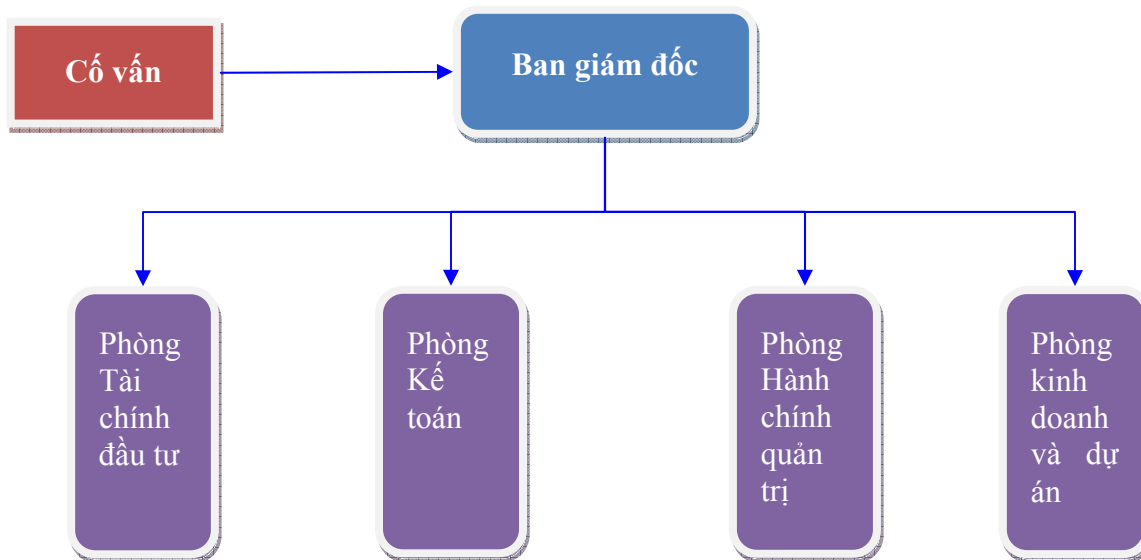 Cố vấn
Ban giám đốc
Phòng
Tài
chính
đầu tư
Phòng
Kế
toán
Phòng
Hành
chính
quản
trị
Phòng
kinh
doanh
và dự
án